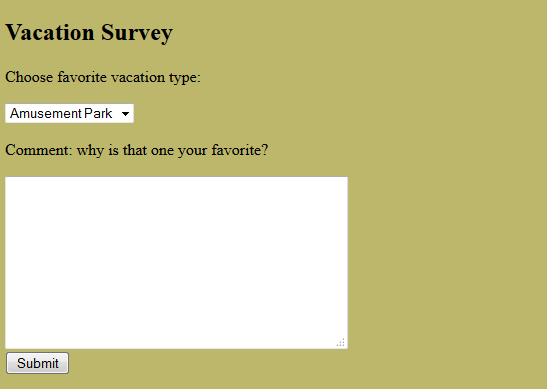 Vacation Survey
Choose favorite vacation type:
Amusement Park
Comment: why is that one your favorite?
Submit